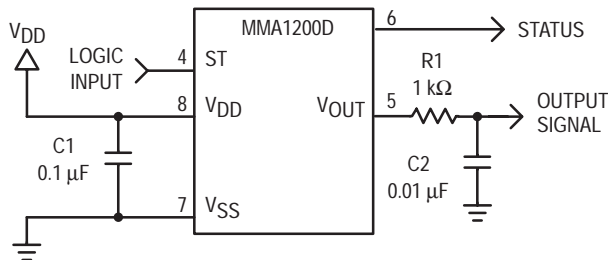 MMA1200D
VDD
LOGIC
INPUT
4
ST
6
STATUS
R1
1 kΩ
8
VDD
VOUT
5
OUTPUT
SIGNAL
C1
0.1 µF
C2
0.01 µF
7
VSS